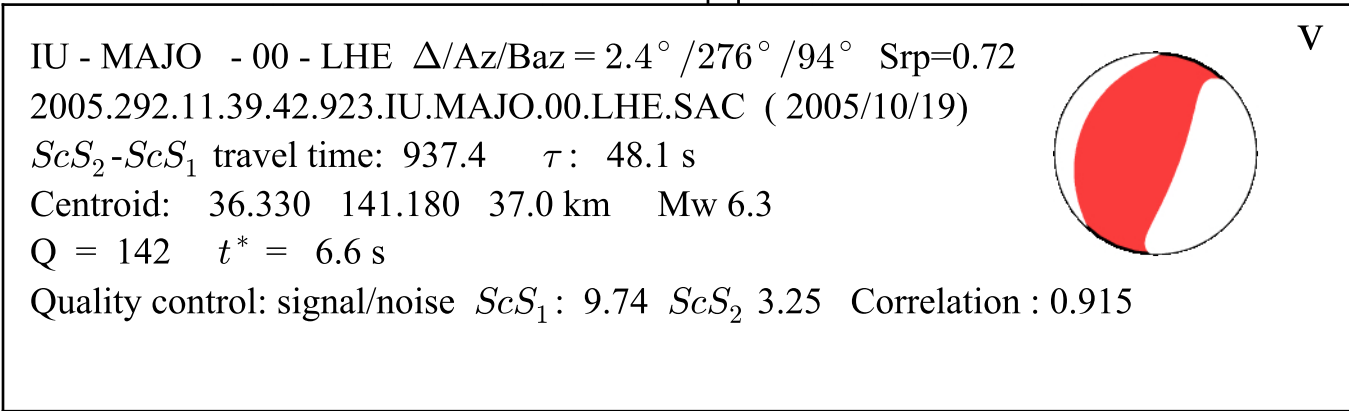 V
IU - MAJO - 00 - LHE Δ/Az/Baz = 2.4° /276° /94° Srp=0.72
2005.292.11.39.42.923.IU.MAJO.00.LHE.SAC ( 2005/10/19)
ScS₂-ScS₁ travel time: 937.4 τ : 48.1 s
Centroid: 36.330 141.180 37.0 km Mw 6.3
Q = 142 t* = 6.6 s
Quality control: signal/noise ScS₁: 9.74 ScS₂ 3.25 Correlation : 0.915